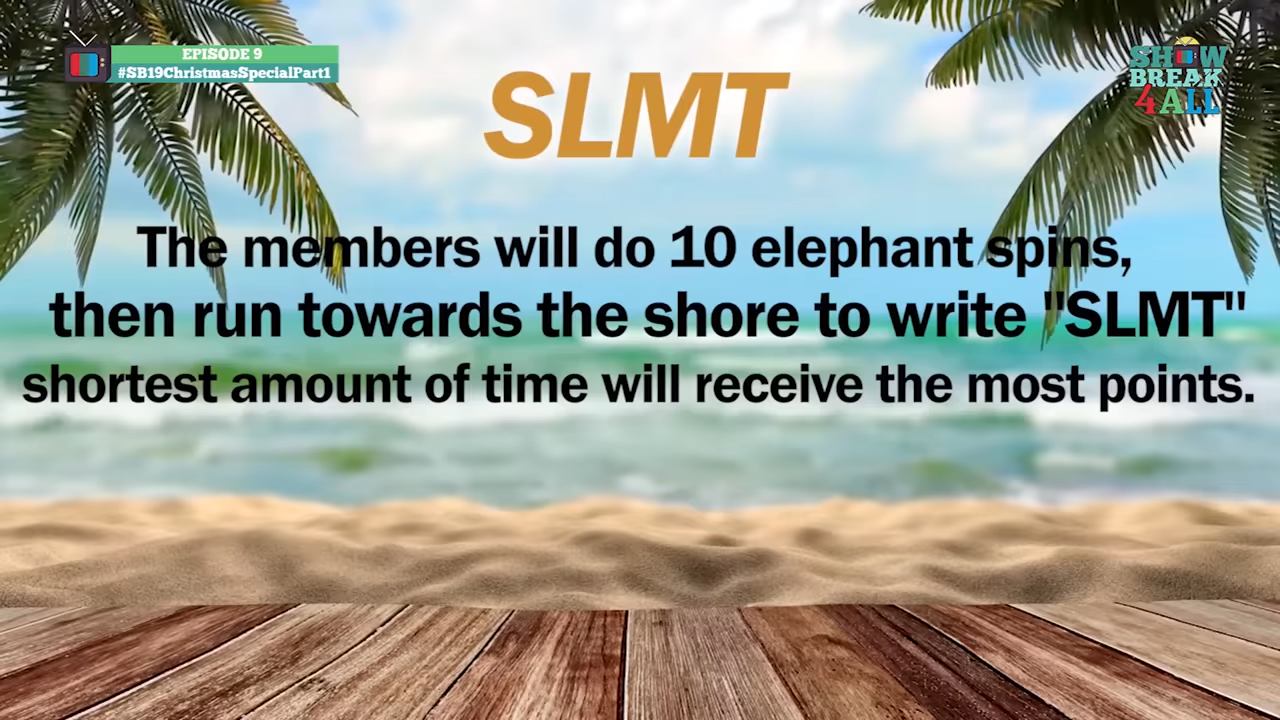 EPISODE 9
#SB19ChristmasSpecialPart1
SHOW
BREAK
4 ALL
SLMT
The members will do 10 elephant spins,
then run towards the shore to write "SLMT"
shortest amount of time will receive the most points.